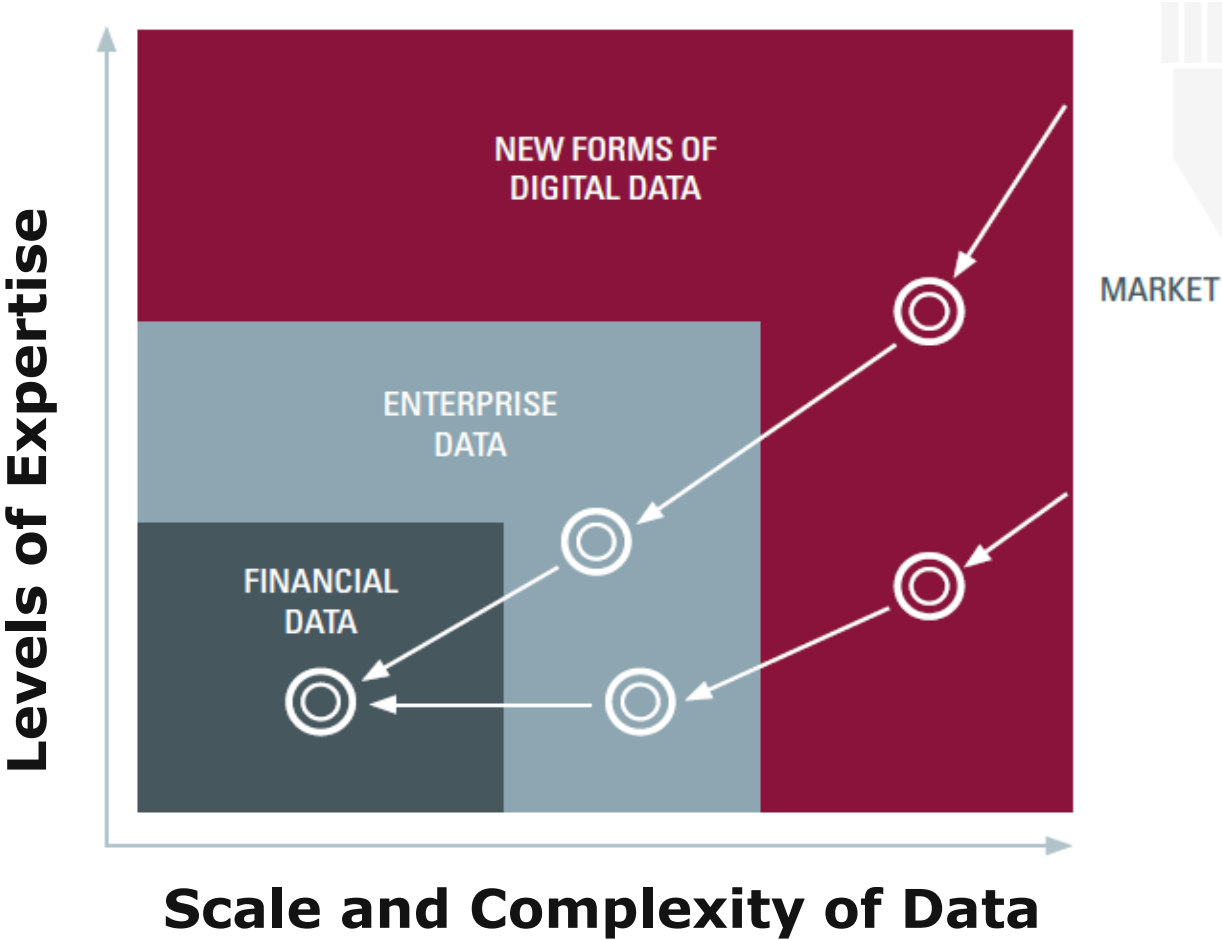 NEW FORMS OF
DIGITAL DATA
MARKET
ENTERPRISE
DATA
FINANCIAL
DATA
Levels of Expertise
Scale and Complexity of Data